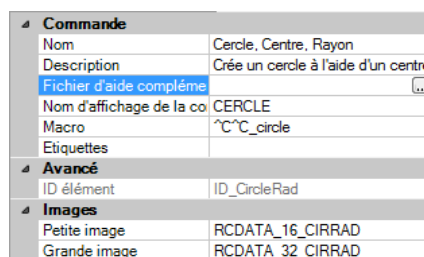 Commande
Nom Cercle, Centre, Rayon
Description Crée un cercle à l'aide d'un centre
Fichier d'aide compléme ...
Nom d'affichage de la co CERCLE
Macro ^C^C_circle
Etiquettes
Avancé
ID élément ID_CircleRad
Images
Petite image RCDATA_16_CIRRAD
Grande image RCDATA_32_CIRRAD